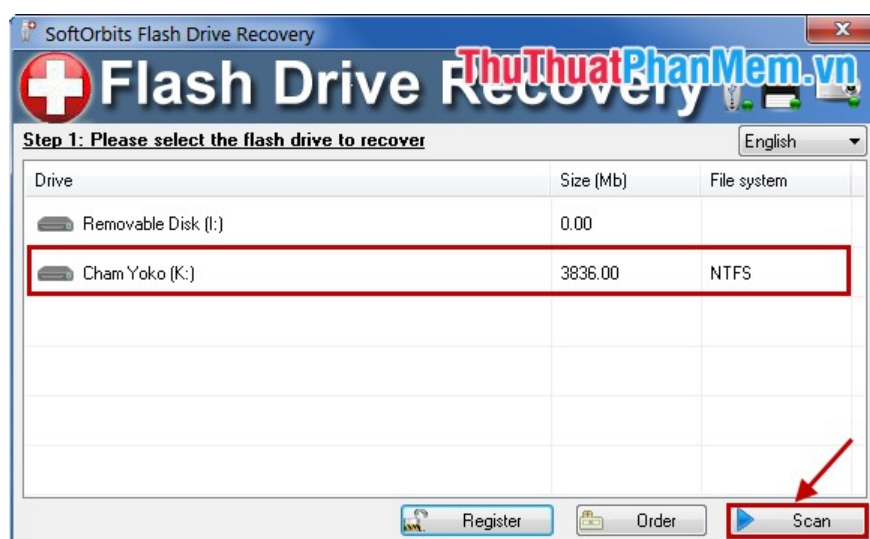 SoftOrbits Flash Drive Recovery
Flash Drive Recovery
ThuThuatPhanMem.vn
Step 1: Please select the flash drive to recover
English
Drive Size (Mb) File system
Removable Disk (I:) 0.00
Cham Yoko (K:) 3836.00 NTFS
Register Order Scan